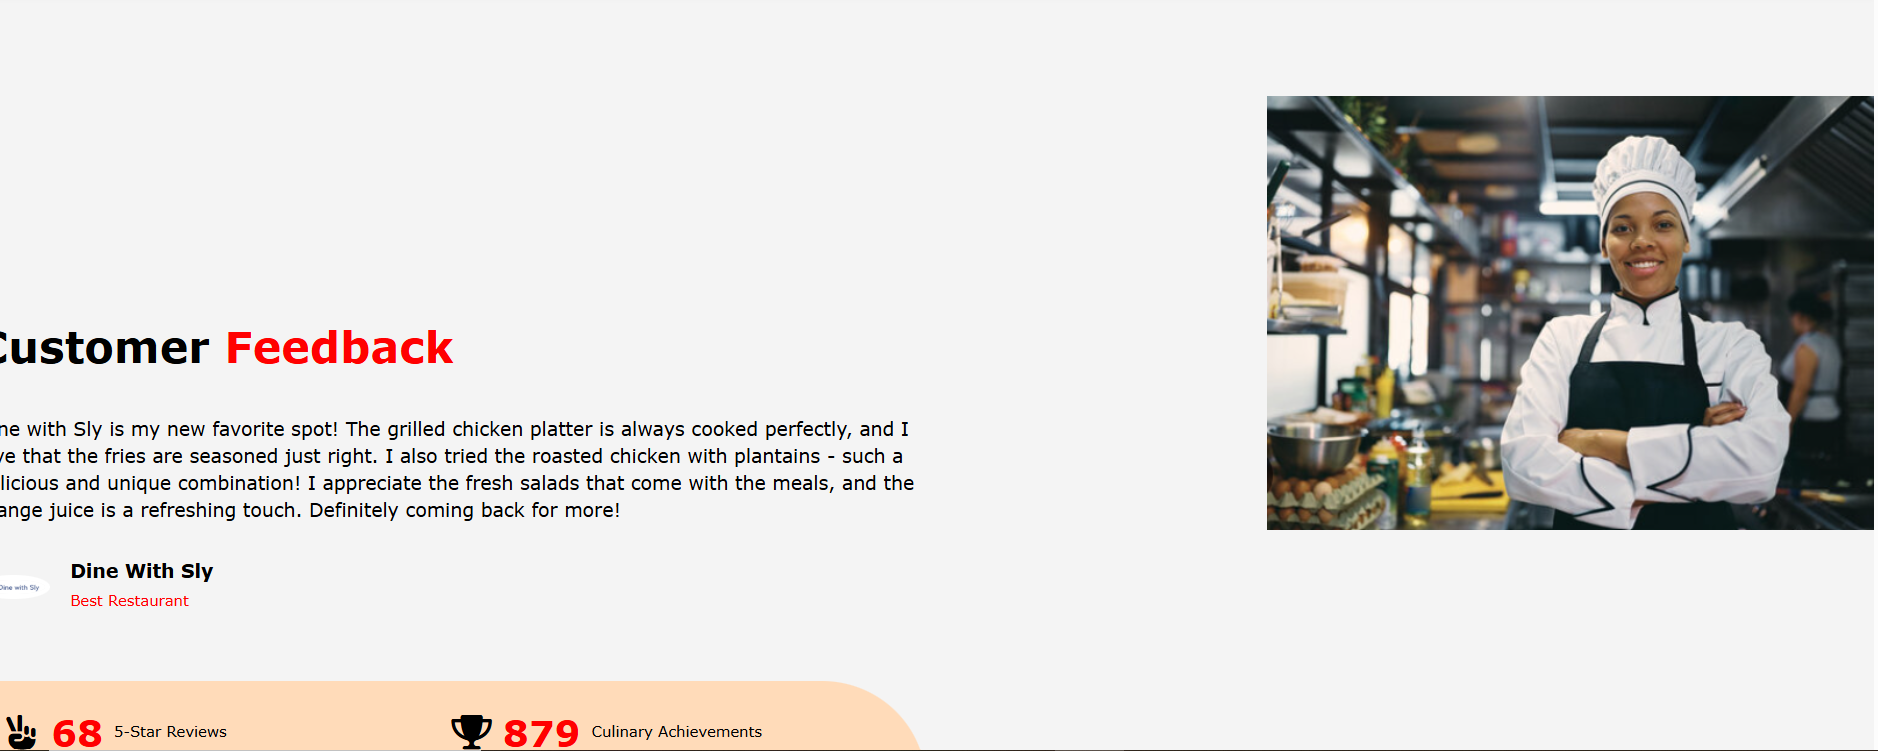 Customer Feedback
ne with Sly is my new favorite spot! The grilled chicken platter is always cooked perfectly, and I
ve that the fries are seasoned just right. I also tried the roasted chicken with plantains - such a
licious and unique combination! I appreciate the fresh salads that come with the meals, and the
ange juice is a refreshing touch. Definitely coming back for more!
Dine with Sly
Dine With Sly
Best Restaurant
68 5-Star Reviews
879 Culinary Achievements